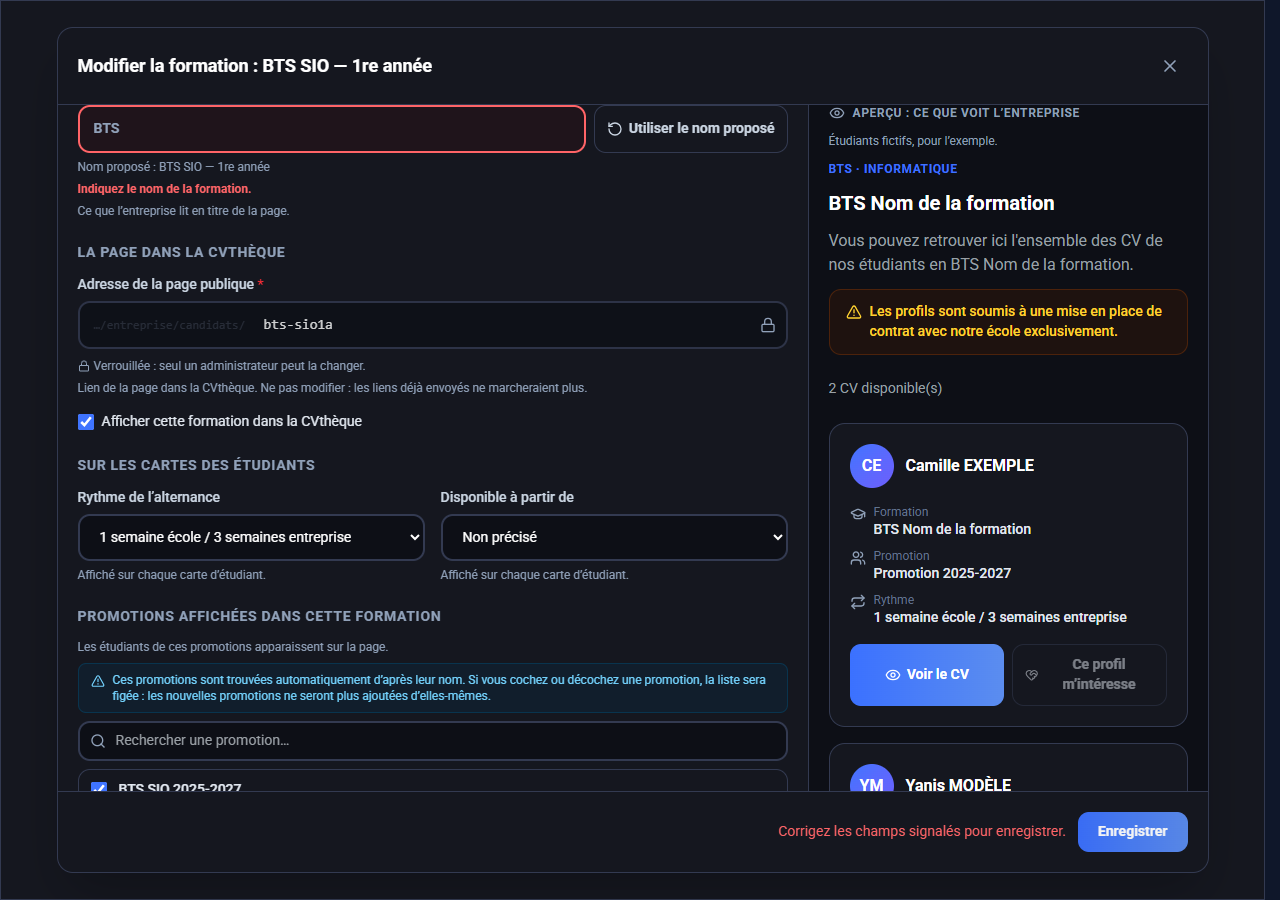 Modifier la formation : BTS SIO — 1re année
BTS
Utiliser le nom proposé
Nom proposé : BTS SIO — 1re année
Indiquez le nom de la formation.
Ce que l’entreprise lit en titre de la page.
LA PAGE DANS LA CVTHÈQUE
Adresse de la page publique *
…/entreprise/candidats/ bts-sio1a
Verrouillée : seul un administrateur peut la changer.
Lien de la page dans la CVthèque. Ne pas modifier : les liens déjà envoyés ne marcheraient plus.
Afficher cette formation dans la CVthèque
SUR LES CARTES DES ÉTUDIANTS
Rythme de l’alternance
Disponible à partir de
1 semaine école / 3 semaines entreprise
Non précisé
Affiché sur chaque carte d’étudiant.
Affiché sur chaque carte d’étudiant.
PROMOTIONS AFFICHÉES DANS CETTE FORMATION
Les étudiants de ces promotions apparaissent sur la page.
Ces promotions sont trouvées automatiquement d’après leur nom. Si vous cochez ou décochez une promotion, la liste sera
figée : les nouvelles promotions ne seront plus ajoutées d’elles-mêmes.
Rechercher une promotion…
BTS SIO 2025-2027
APERÇU : CE QUE VOIT L’ENTREPRISE
Étudiants fictifs, pour l’exemple.
BTS · INFORMATIQUE
BTS Nom de la formation
Vous pouvez retrouver ici l'ensemble des CV de
nos étudiants en BTS Nom de la formation.
Les profils sont soumis à une mise en place de
contrat avec notre école exclusivement.
2 CV disponible(s)
CE
Camille EXEMPLE
Formation
BTS Nom de la formation
Promotion
Promotion 2025-2027
Rythme
1 semaine école / 3 semaines entreprise
Voir le CV
Ce profil
m’intéresse
YM
Yanis MODÈLE
Corrigez les champs signalés pour enregistrer.
Enregistrer